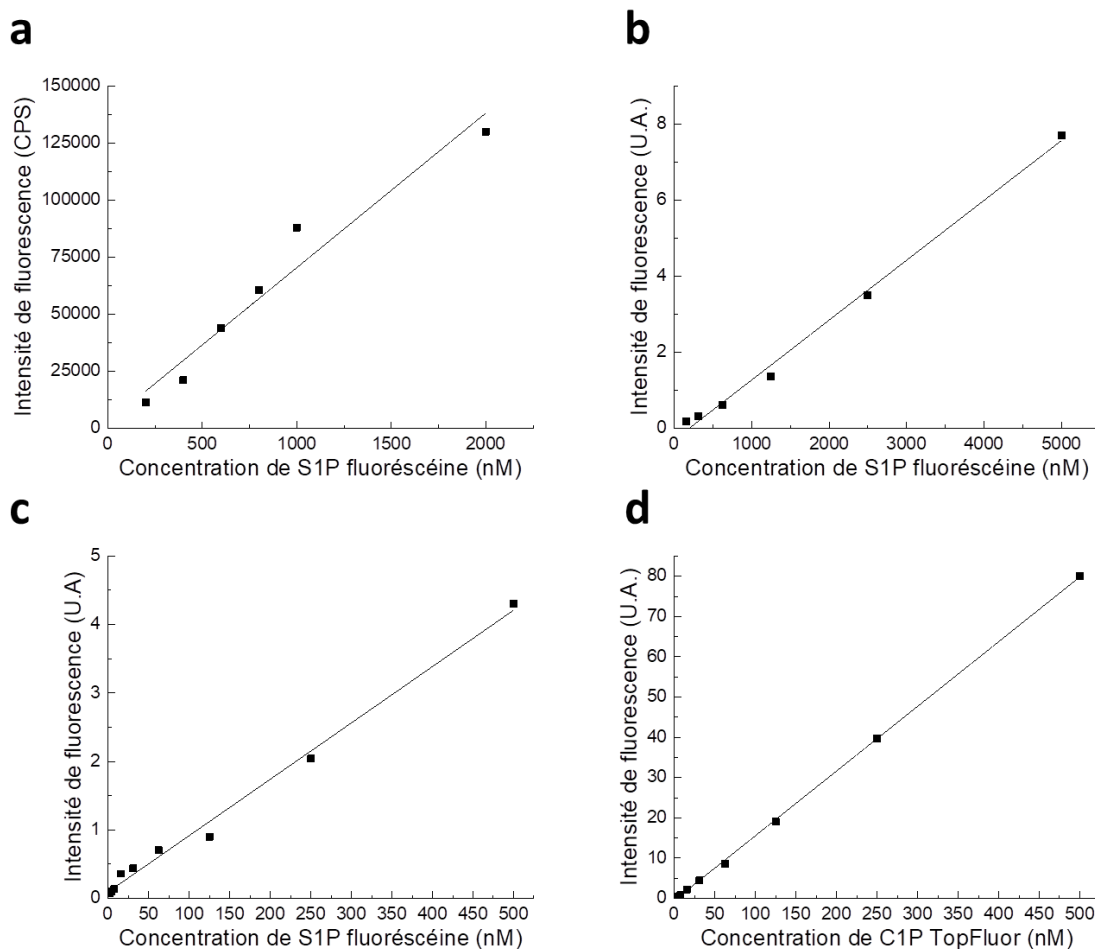 a
Intensité de fluorescence (CPS)
150000
125000
100000
75000
50000
25000
0
0 500 1000 1500 2000
Concentration de S1P fluoréscéine (nM)
b
Intensité de fluorescence (U.A.)
8
6
4
2
0
0 1000 2000 3000 4000 5000
Concentration de S1P fluoréscéine (nM)
c
Intensité de fluorescence (U.A)
5
4
3
2
1
0
0 50 100 150 200 250 300 350 400 450 500
Concentration de S1P fluoréscéine (nM)
d
Intensité de fluorescence (U.A.)
80
70
60
50
40
30
20
10
0
0 50 100 150 200 250 300 350 400 450 500
Concentration de C1P TopFluor (nM)